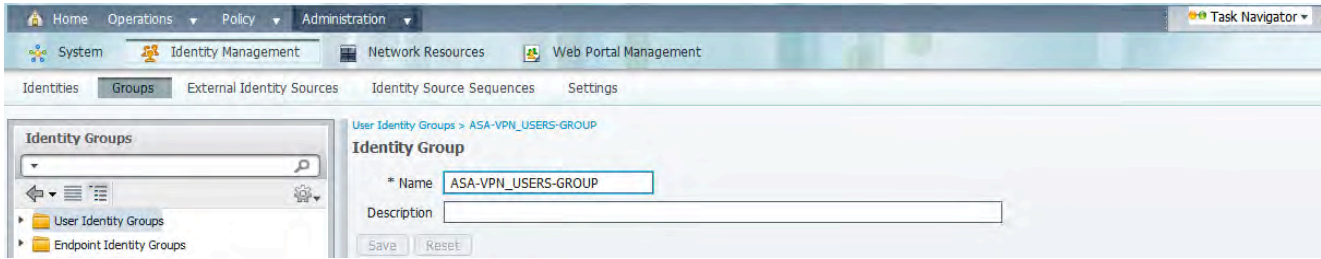 Home Operations Policy Administration Task Navigator
System Identity Management Network Resources Web Portal Management
Identities Groups External Identity Sources Identity Source Sequences Settings
Identity Groups
User Identity Groups
Endpoint Identity Groups
User Identity Groups > ASA-VPN_USERS-GROUP
Identity Group
* Name ASA-VPN_USERS-GROUP
Description
Save Reset